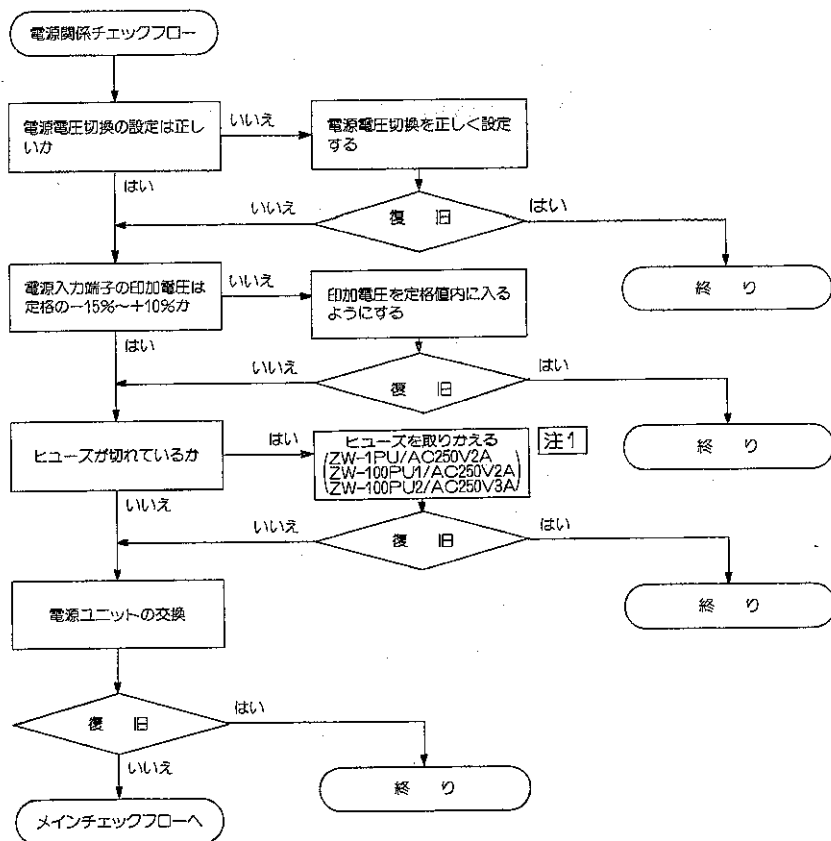 電源関係チェックフロー
電源電圧切換の設定は正し
いか
いいえ
電源電圧切換を正しく設定
する
はい
いいえ
復 旧
はい
終 り
電源入力端子の印加電圧は
定格の−15%〜+10%か
いいえ
印加電圧を定格値内に入る
ようにする
はい
いいえ
復 旧
はい
終 り
ヒューズが切れているか
はい
ヒューズを取りかえる
(ZW-1PU/AC250V2A
ZW-100PU1/AC250V2A
ZW-100PU2/AC250V3A)
注1
いいえ
いいえ
復 旧
はい
終 り
電源ユニットの交換
復 旧
はい
終 り
いいえ
メインチェックフローへ